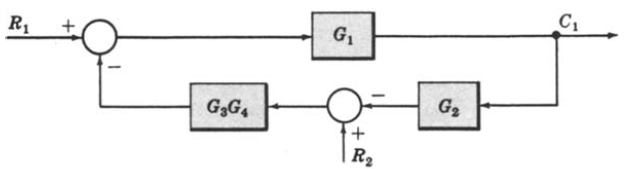 R₁ + G₁ C₁
−
G₃G₄ − G₂
+
R₂